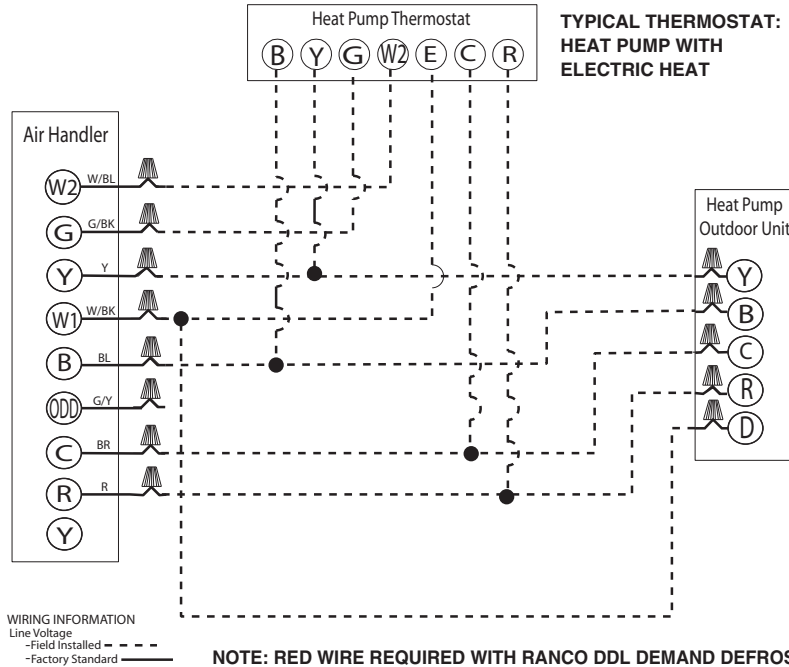 Heat Pump Thermostat
B Y G W2 E C R
TYPICAL THERMOSTAT:
HEAT PUMP WITH
ELECTRIC HEAT
Air Handler
W2 W/BL
G G/BK
Y Y
W1 W/BK
B BL
ODD G/Y
C BR
R R
Y
Heat Pump
Outdoor Unit
Y
B
C
R
D
WIRING INFORMATION
Line Voltage
-Field Installed
-Factory Standard
NOTE: RED WIRE REQUIRED WITH RANCO DDL DEMAND DEFROS